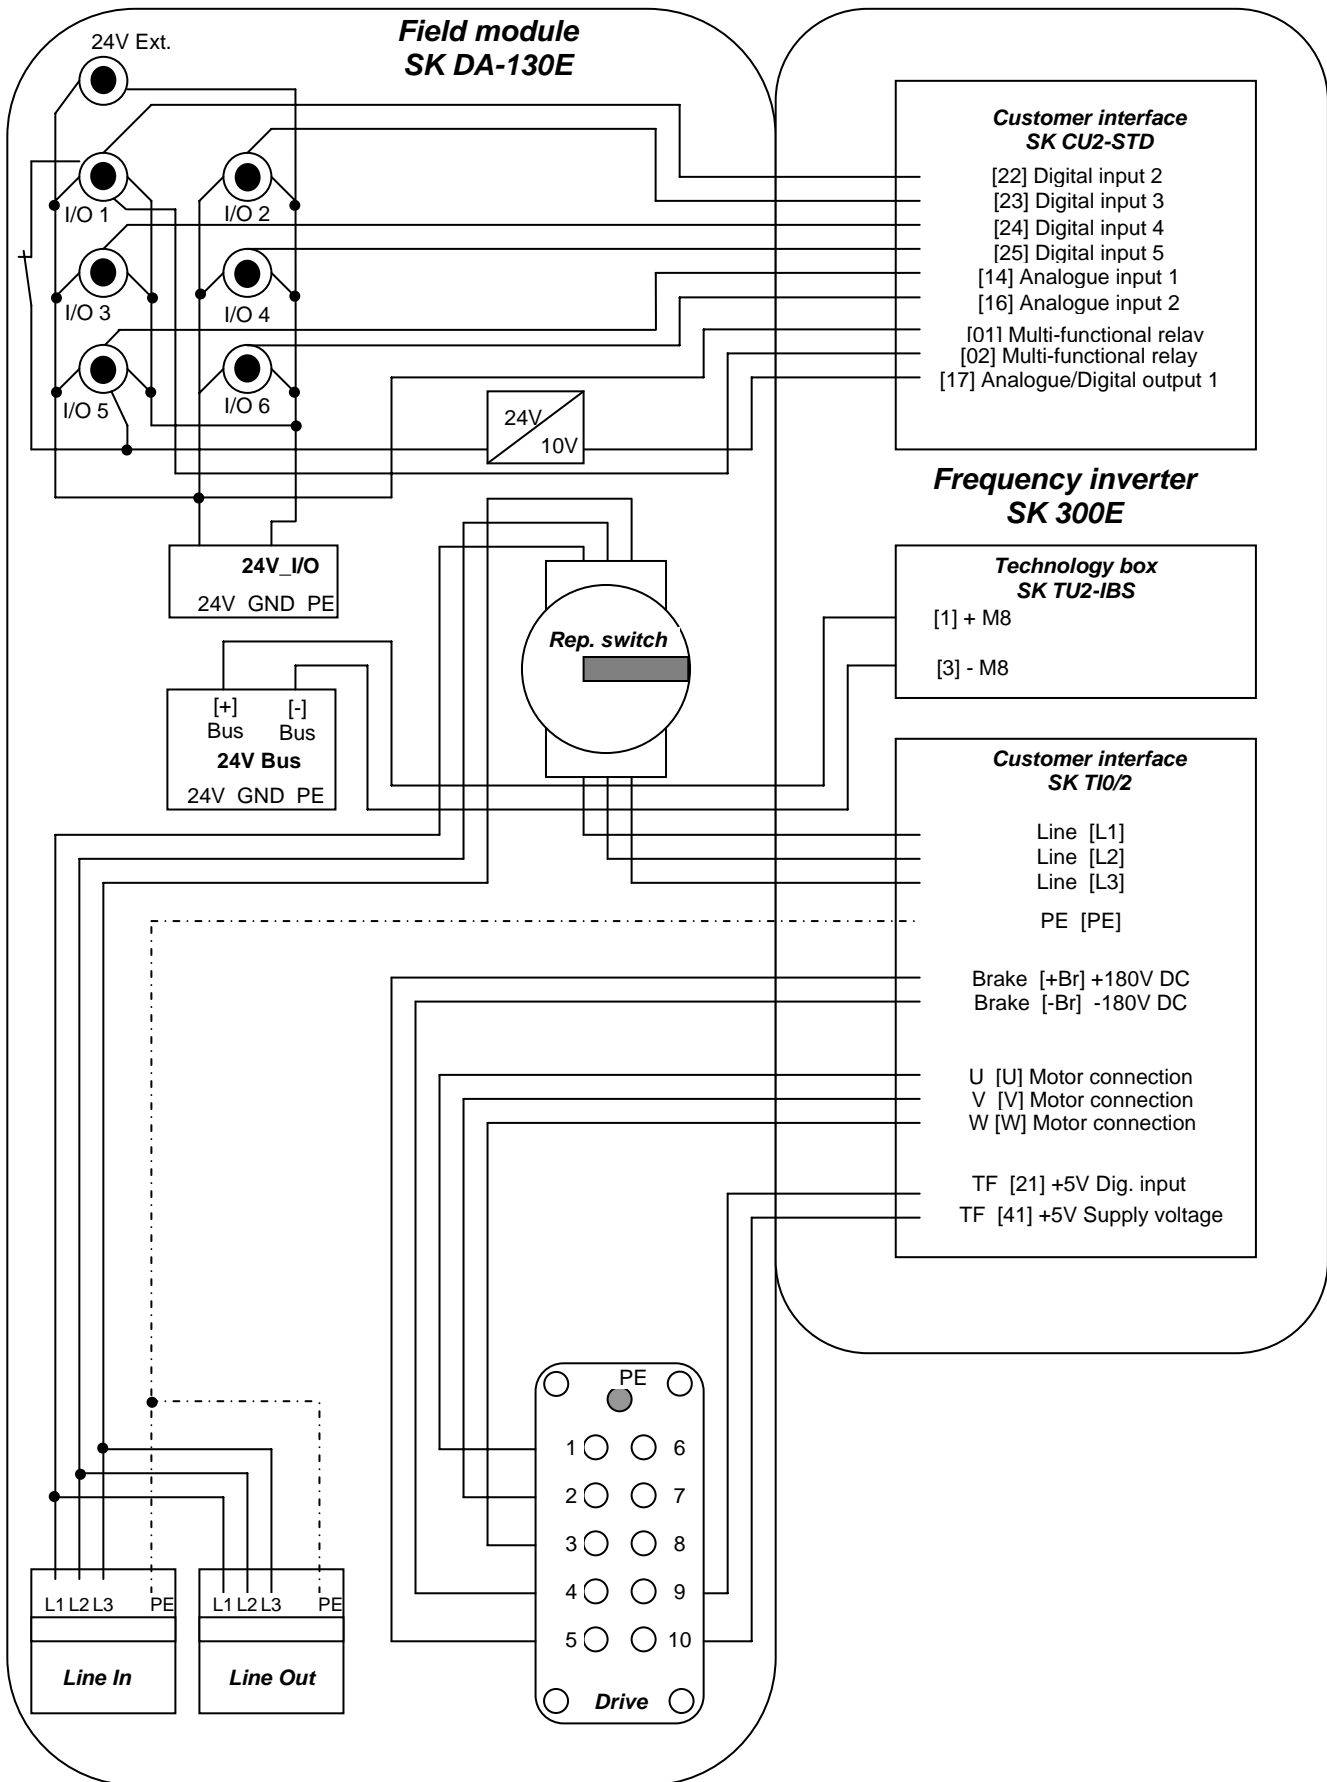 Field module
SK DA-130E
24V Ext.
I/O 1
I/O 2
I/O 3
I/O 4
I/O 5
I/O 6
24V
10V
24V_I/O
24V GND PE
[+] [-]
Bus Bus
24V Bus
24V GND PE
Rep. switch
Customer interface
SK CU2-STD
[22] Digital input 2
[23] Digital input 3
[24] Digital input 4
[25] Digital input 5
[14] Analogue input 1
[16] Analogue input 2
[01] Multi-functional relay
[02] Multi-functional relay
[17] Analogue/Digital output 1
Frequency inverter
SK 300E
Technology box
SK TU2-IBS
[1] + M8
[3] - M8
Customer interface
SK TI0/2
Line [L1]
Line [L2]
Line [L3]
PE [PE]
Brake [+Br] +180V DC
Brake [-Br] -180V DC
U [U] Motor connection
V [V] Motor connection
W [W] Motor connection
TF [21] +5V Dig. input
TF [41] +5V Supply voltage
PE
1 6
2 7
3 8
4 9
5 10
Drive
L1 L2 L3 PE
Line In
L1 L2 L3 PE
Line Out